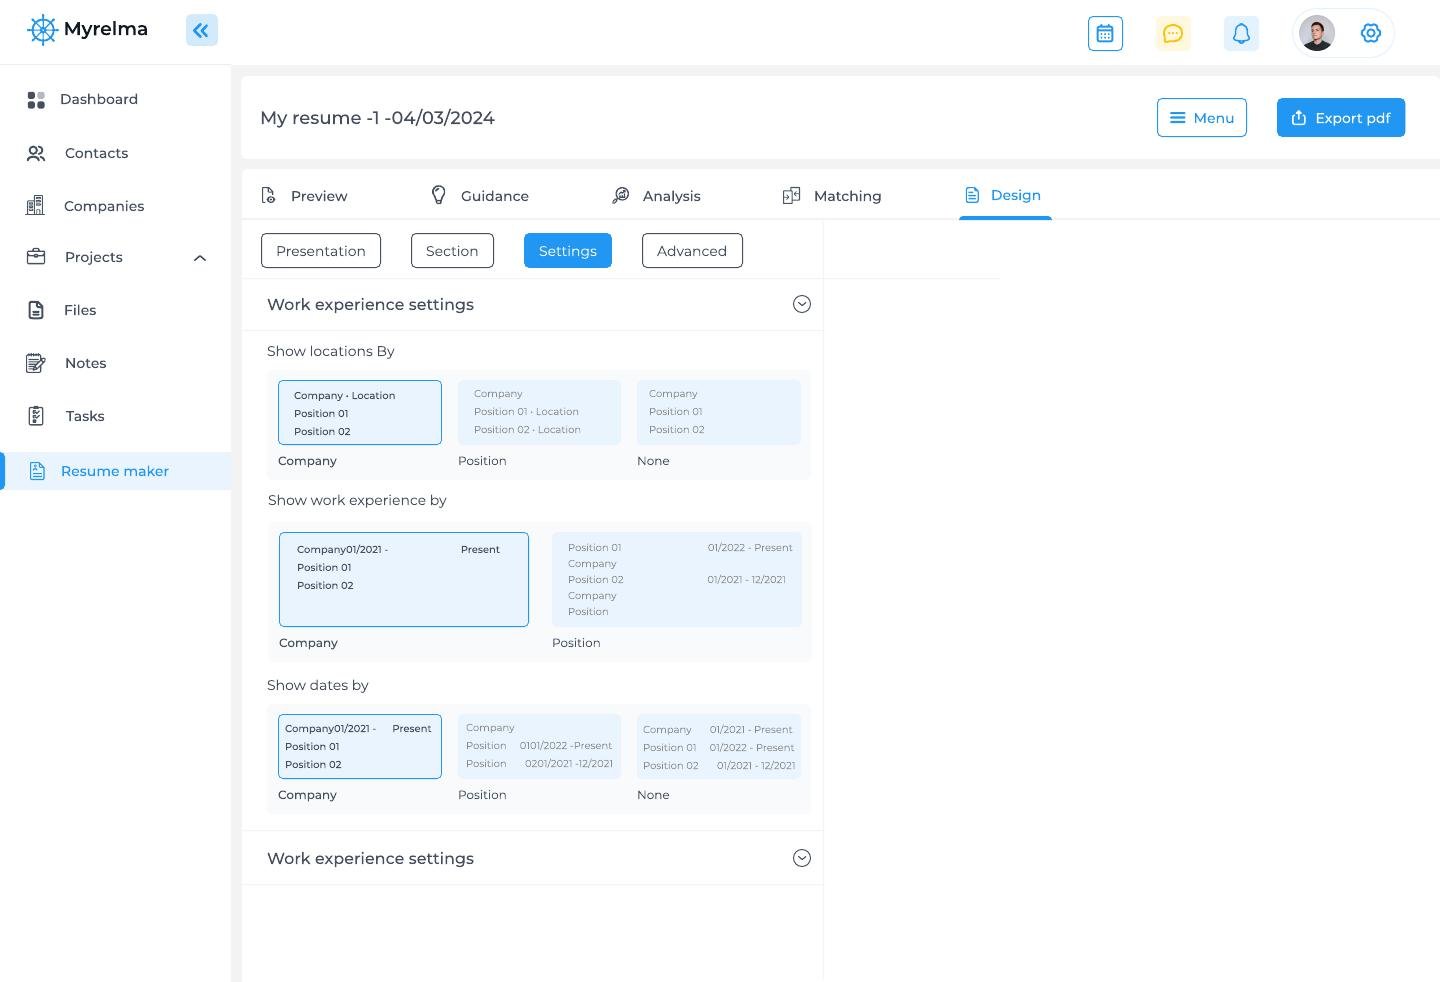 Myrelma
Dashboard
Contacts
Companies
Projects
Files
Notes
Tasks
Resume maker
My resume -1 -04/03/2024
Menu
Export pdf
Preview
Guidance
Analysis
Matching
Design
Presentation
Section
Settings
Advanced
Work experience settings
Show locations By
Company • Location
Position 01
Position 02
Company
Company
Position 01 • Location
Position 02 • Location
Position
Company
Position 01
Position 02
None
Show work experience by
Company01/2021 - Present
Position 01
Position 02
Company
Position 01 01/2022 - Present
Company
Position 02 01/2021 - 12/2021
Company
Position
Position
Show dates by
Company01/2021 - Present
Position 01
Position 02
Company
Company
Position 0101/2022 -Present
Position 0201/2021 -12/2021
Position
Company 01/2021 - Present
Position 01 01/2022 - Present
Position 02 01/2021 - 12/2021
None
Work experience settings